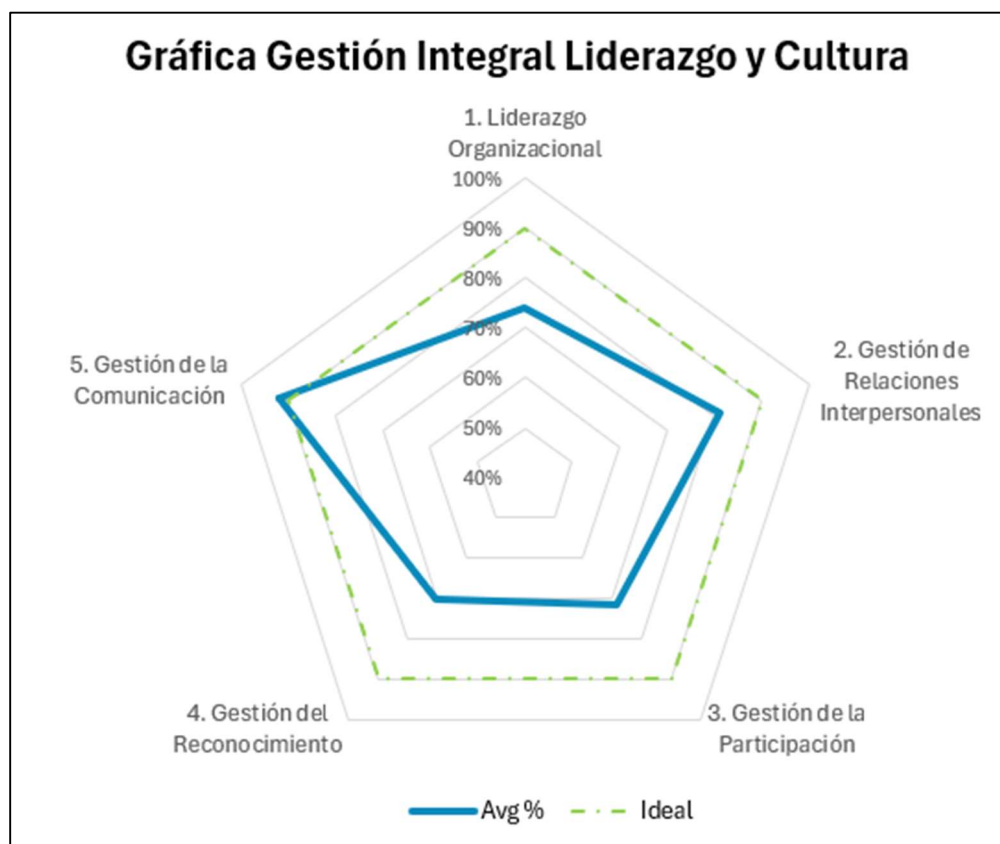 Gráfica Gestión Integral Liderazgo y Cultura
1. Liderazgo
Organizacional
100%
90%
80%
70%
60%
50%
40%
2. Gestión de
Relaciones
Interpersonales
3. Gestión de la
Participación
4. Gestión del
Reconocimiento
5. Gestión de la
Comunicación
Avg % Ideal